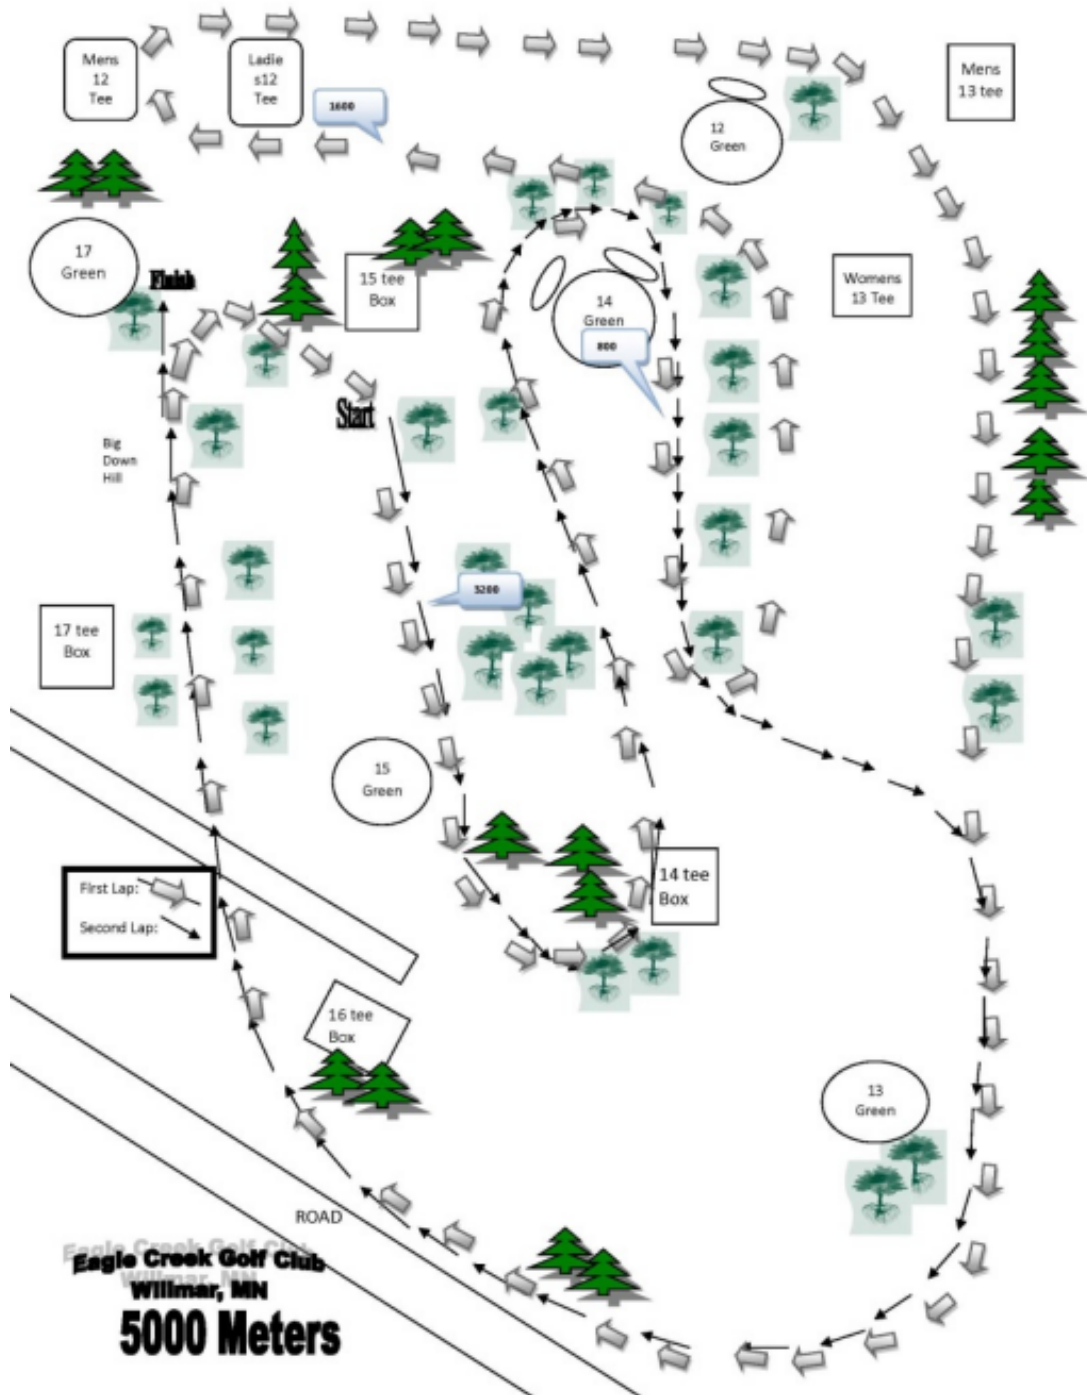 Mens
12
Tee
Ladie
s12
Tee
1600
12
Green
Mens
13 tee
17
Green
Finish
15 tee
Box
14
Green
800
Womens
13 Tee
Start
Big
Down
Hill
3200
17 tee
Box
15
Green
14 tee
Box
First Lap:
Second Lap:
16 tee
Box
13
Green
ROAD
Eagle Creek Golf Club
Willmar, MN
5000 Meters